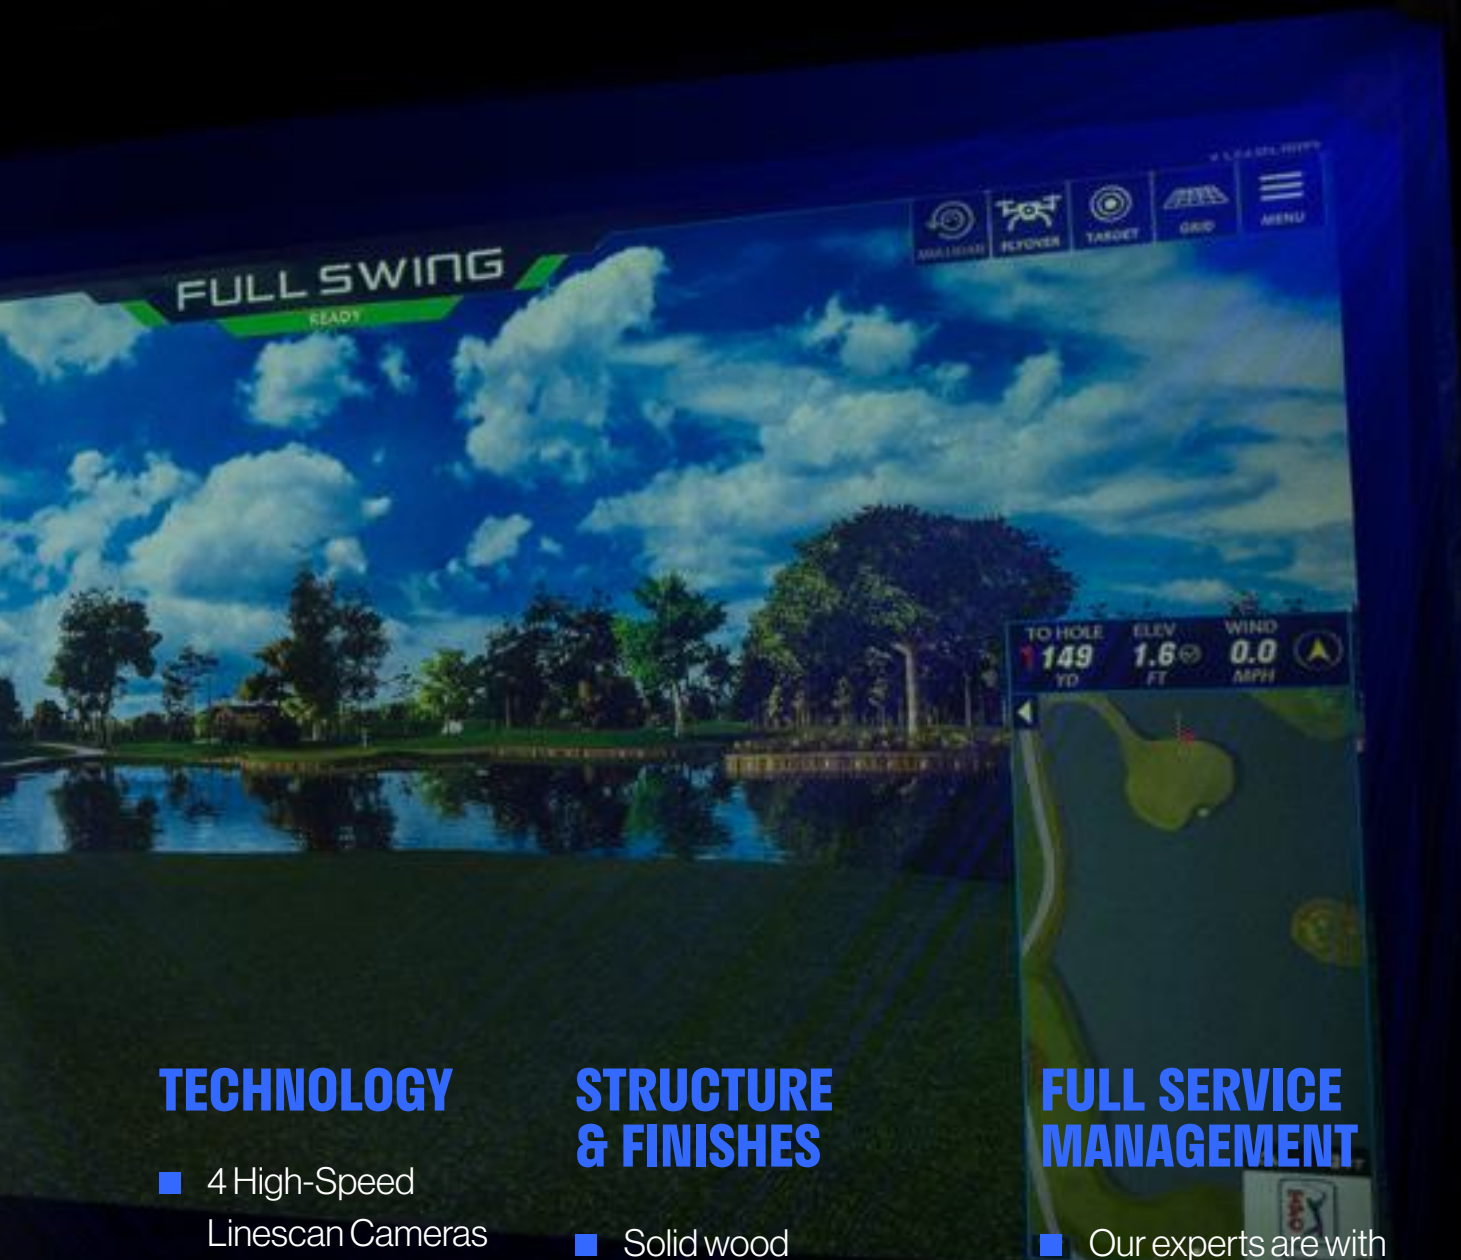 MULLIGAN
FLYOVER
TARGET
GRID
MENU
FULL SWING
READY
TO HOLE ELEV WIND
149 1.6 0.0
YD FT MPH
TECHNOLOGY
4 High-Speed
Linescan Cameras
STRUCTURE
& FINISHES
Solid wood
FULL SERVICE
MANAGEMENT
Our experts are with